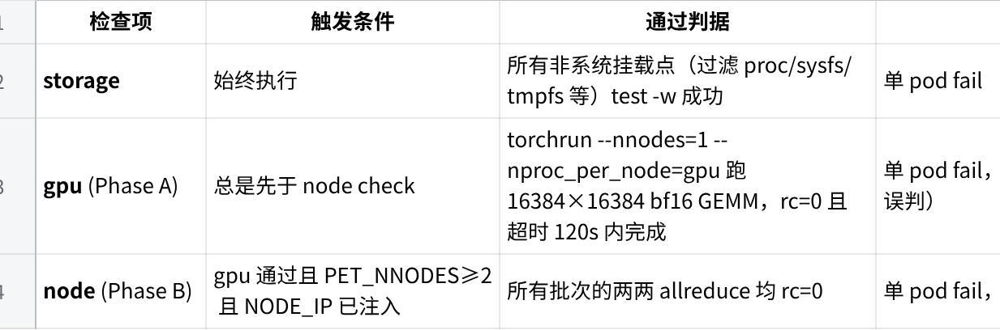 1
检查项
触发条件
通过判据
2
storage
始终执行
所有非系统挂载点（过滤 proc/sysfs/
tmpfs 等）test -w 成功
单 pod fail
3
gpu (Phase A)
总是先于 node check
torchrun --nnodes=1 --
nproc_per_node=gpu 跑
16384×16384 bf16 GEMM，rc=0 且
超时 120s 内完成
单 pod fail，
误判）
4
node (Phase B)
gpu 通过且 PET_NNODES≥2
且 NODE_IP 已注入
所有批次的两两 allreduce 均 rc=0
单 pod fail，